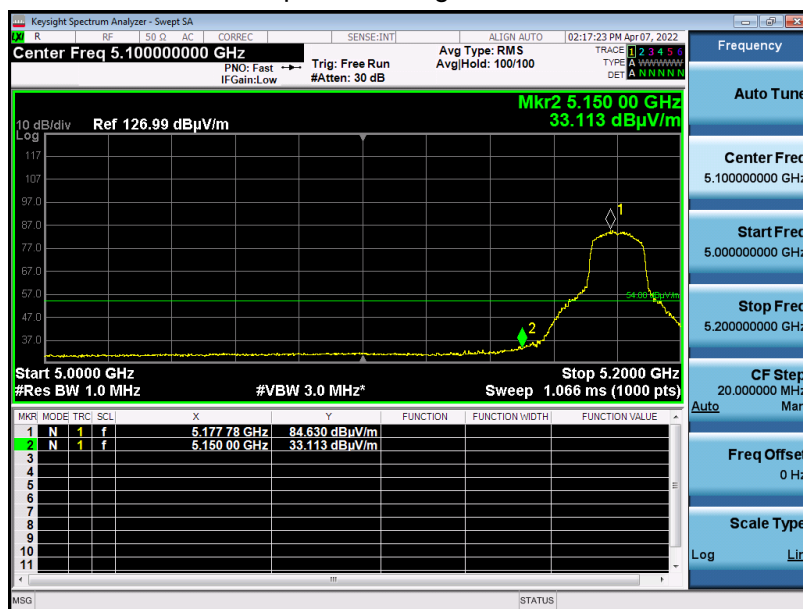 Keysight Spectrum Analyzer - Swept SA
LXI R RF 50 Ω AC CORREC SENSE:INT ALIGN AUTO 02:17:23 PM Apr 07, 2022
Center Freq 5.100000000 GHz
PNO: Fast
IFGain:Low
Trig: Free Run
#Atten: 30 dB
Avg Type: RMS
Avg|Hold: 100/100
TRACE 1 2 3 4 5 6
TYPE A WWWWW
DET A N N N N N
Mkr2 5.150 00 GHz
33.113 dBµV/m
10 dB/div Ref 126.99 dBµV/m
Log
117
107
97.0
87.0
77.0
67.0
57.0
47.0
37.0
1
2
54.00 dBµV/m
Start 5.0000 GHz Stop 5.2000 GHz
#Res BW 1.0 MHz #VBW 3.0 MHz* Sweep 1.066 ms (1000 pts)
MKR MODE TRC SCL X Y FUNCTION FUNCTION WIDTH FUNCTION VALUE
1 N 1 f 5.177 78 GHz 84.630 dBµV/m
2 N 1 f 5.150 00 GHz 33.113 dBµV/m
3
4
5
6
7
8
9
10
11
MSG STATUS
Frequency
Auto Tune
Center Freq
5.100000000 GHz
Start Freq
5.000000000 GHz
Stop Freq
5.200000000 GHz
CF Step
20.000000 MHz
Auto Man
Freq Offset
0 Hz
Scale Type
Log Lin